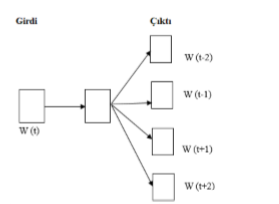 Girdi Çıktı
W (t-2)
W (t-1)
W (t)
W (t+1)
W (t+2)